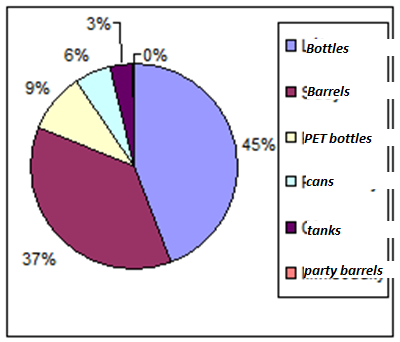 3%
0%
6%
9%
45%
37%
Bottles
Barrels
PET bottles
cans
tanks
party barrels